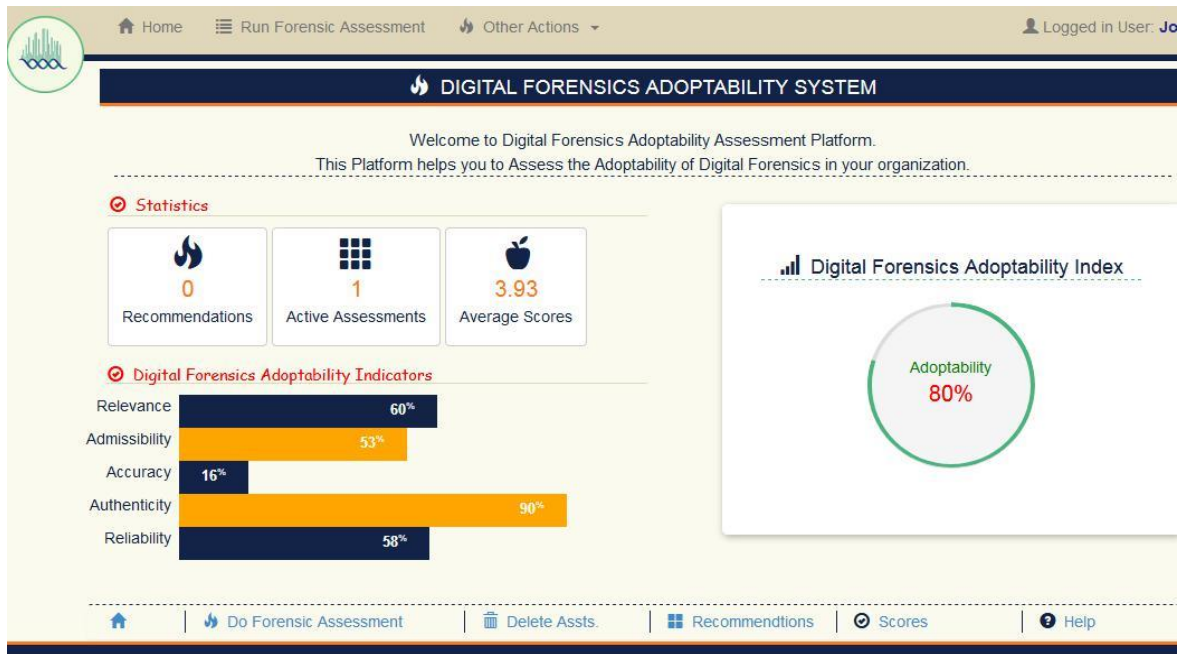 Home Run Forensic Assessment Other Actions Logged in User: Jo
DIGITAL FORENSICS ADOPTABILITY SYSTEM
Welcome to Digital Forensics Adoptability Assessment Platform.
This Platform helps you to Assess the Adoptability of Digital Forensics in your organization.
Statistics
0
Recommendations
1
Active Assessments
3.93
Average Scores
Digital Forensics Adoptability Indicators
Relevance 60%
Admissibility 53%
Accuracy 16%
Authenticity 90%
Reliability 58%
Digital Forensics Adoptability Index
Adoptability
80%
Do Forensic Assessment Delete Assts. Recommendtions Scores Help